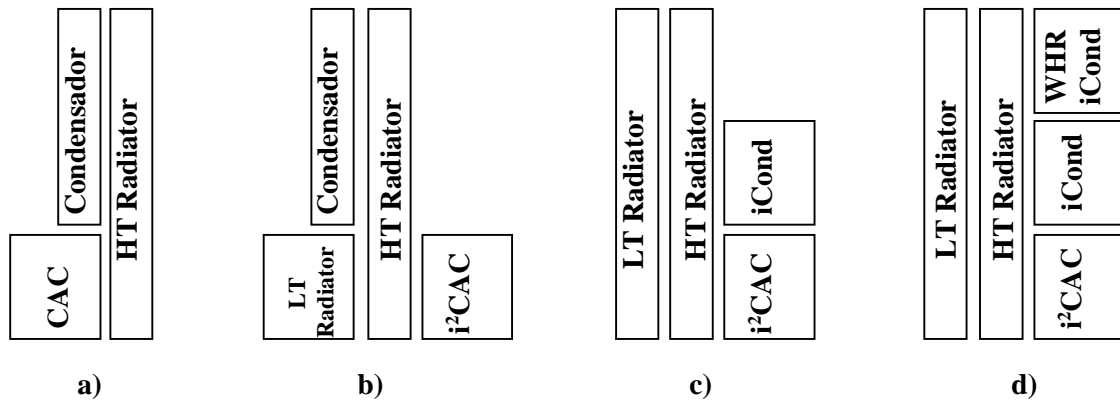 CAC
Condensador
HT Radiator
a)
LT
Radiator
Condensador
HT Radiator
i²CAC
b)
LT Radiator
HT Radiator
iCond
i²CAC
c)
LT Radiator
HT Radiator
WHR
iCond
iCond
i²CAC
d)